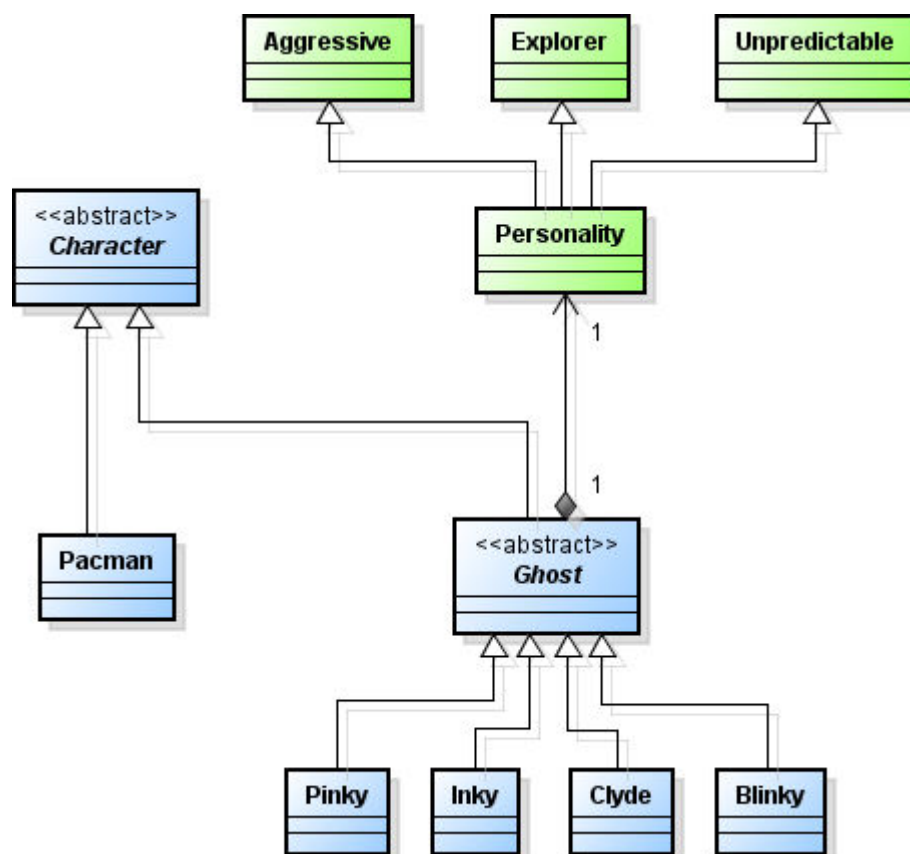 Aggressive
Explorer
Unpredictable
<<abstract>>
Character
Personality
1
1
Pacman
<<abstract>>
Ghost
Pinky
Inky
Clyde
Blinky